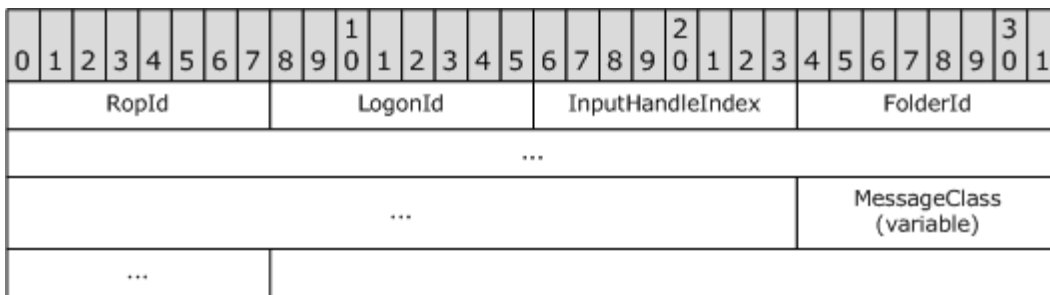 1 2 3
0 1 2 3 4 5 6 7 8 9 0 1 2 3 4 5 6 7 8 9 0 1 2 3 4 5 6 7 8 9 0 1
RopId LogonId InputHandleIndex FolderId
...
... MessageClass
(variable)
...